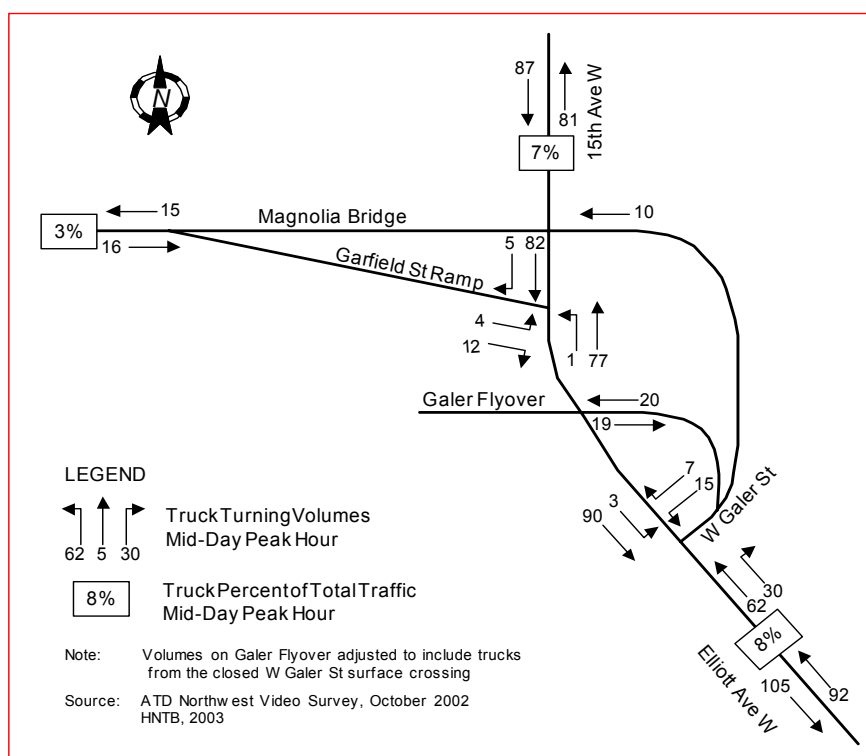 87
81
15th Ave W
N
7%
15
Magnolia Bridge
10
3%
16
5
82
Garfield St Ramp
4
12
1
77
Galer Flyover
20
19
7
15
3
90
W Galer St
30
62
8%
Elliott Ave W
105
92
LEGEND
62 5 30
Truck Turning Volumes
Mid-Day Peak Hour
8%
Truck Percent of Total Traffic
Mid-Day Peak Hour
Note: Volumes on Galer Flyover adjusted to include trucks
from the closed W Galer St surface crossing
Source: ATD Northwest Video Survey, October 2002
HNTB, 2003